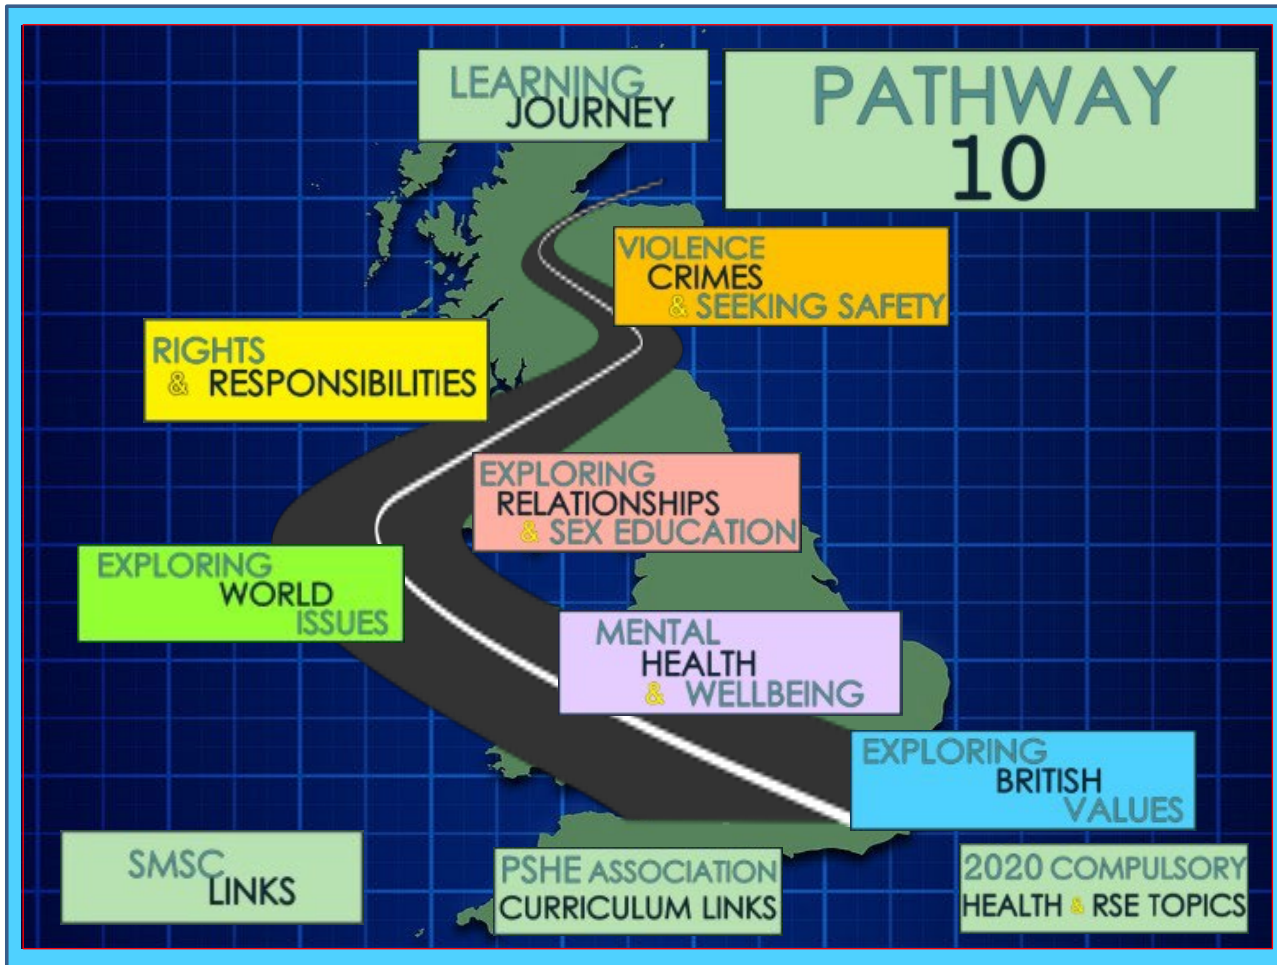 LEARNING
JOURNEY
PATHWAY
10
VIOLENCE
CRIMES
& SEEKING SAFETY
RIGHTS
& RESPONSIBILITIES
EXPLORING
RELATIONSHIPS
& SEX EDUCATION
EXPLORING
WORLD
ISSUES
MENTAL
HEALTH
& WELLBEING
EXPLORING
BRITISH
VALUES
SMSC
LINKS
PSHE ASSOCIATION
CURRICULUM LINKS
2020 COMPULSORY
HEALTH & RSE TOPICS